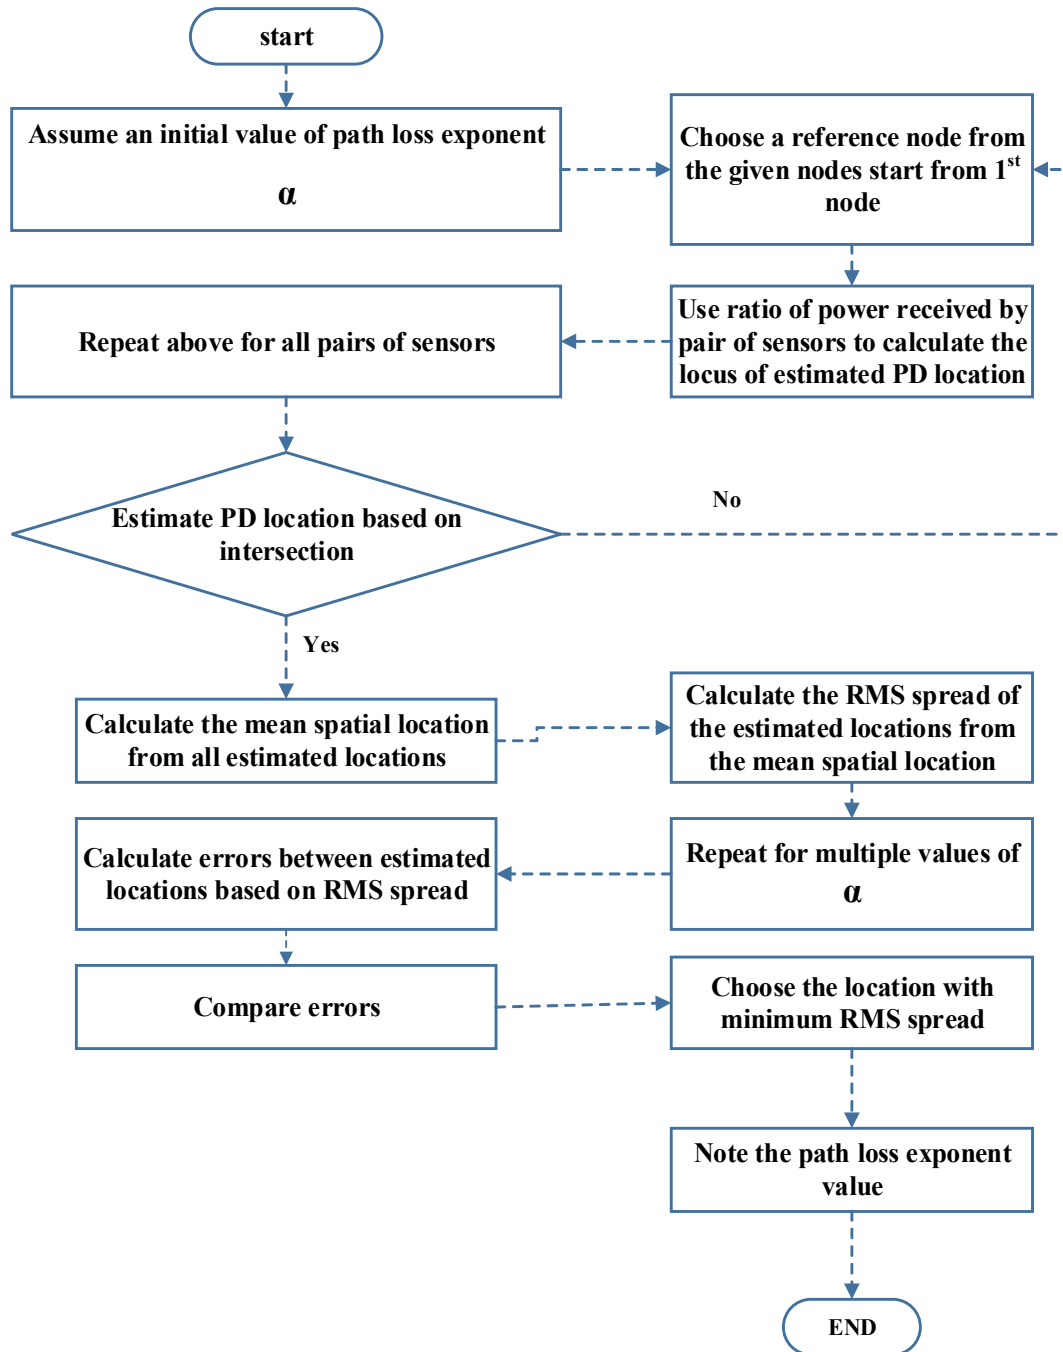 start
Assume an initial value of path loss exponent
α
Choose a reference node from
the given nodes start from 1st
node
Use ratio of power received by
pair of sensors to calculate the
locus of estimated PD location
Repeat above for all pairs of sensors
Estimate PD location based on
intersection
No
Yes
Calculate the mean spatial location
from all estimated locations
Calculate the RMS spread of
the estimated locations from
the mean spatial location
Repeat for multiple values of
α
Calculate errors between estimated
locations based on RMS spread
Compare errors
Choose the location with
minimum RMS spread
Note the path loss exponent
value
END